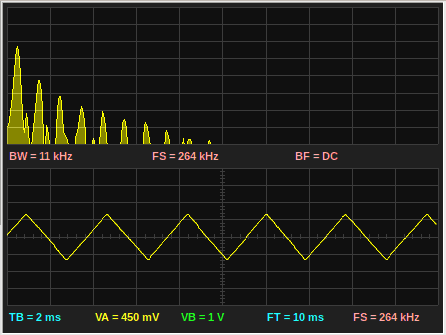 BW = 11 kHz FS = 264 kHz BF = DC
TB = 2 ms VA = 450 mV VB = 1 V FT = 10 ms FS = 264 kHz